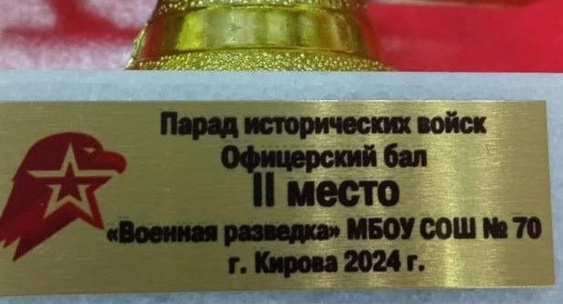 Парад исторических войск
Офицерский бал
II место
«Военная разведка» МБОУ СОШ № 70
г. Кирова 2024 г.